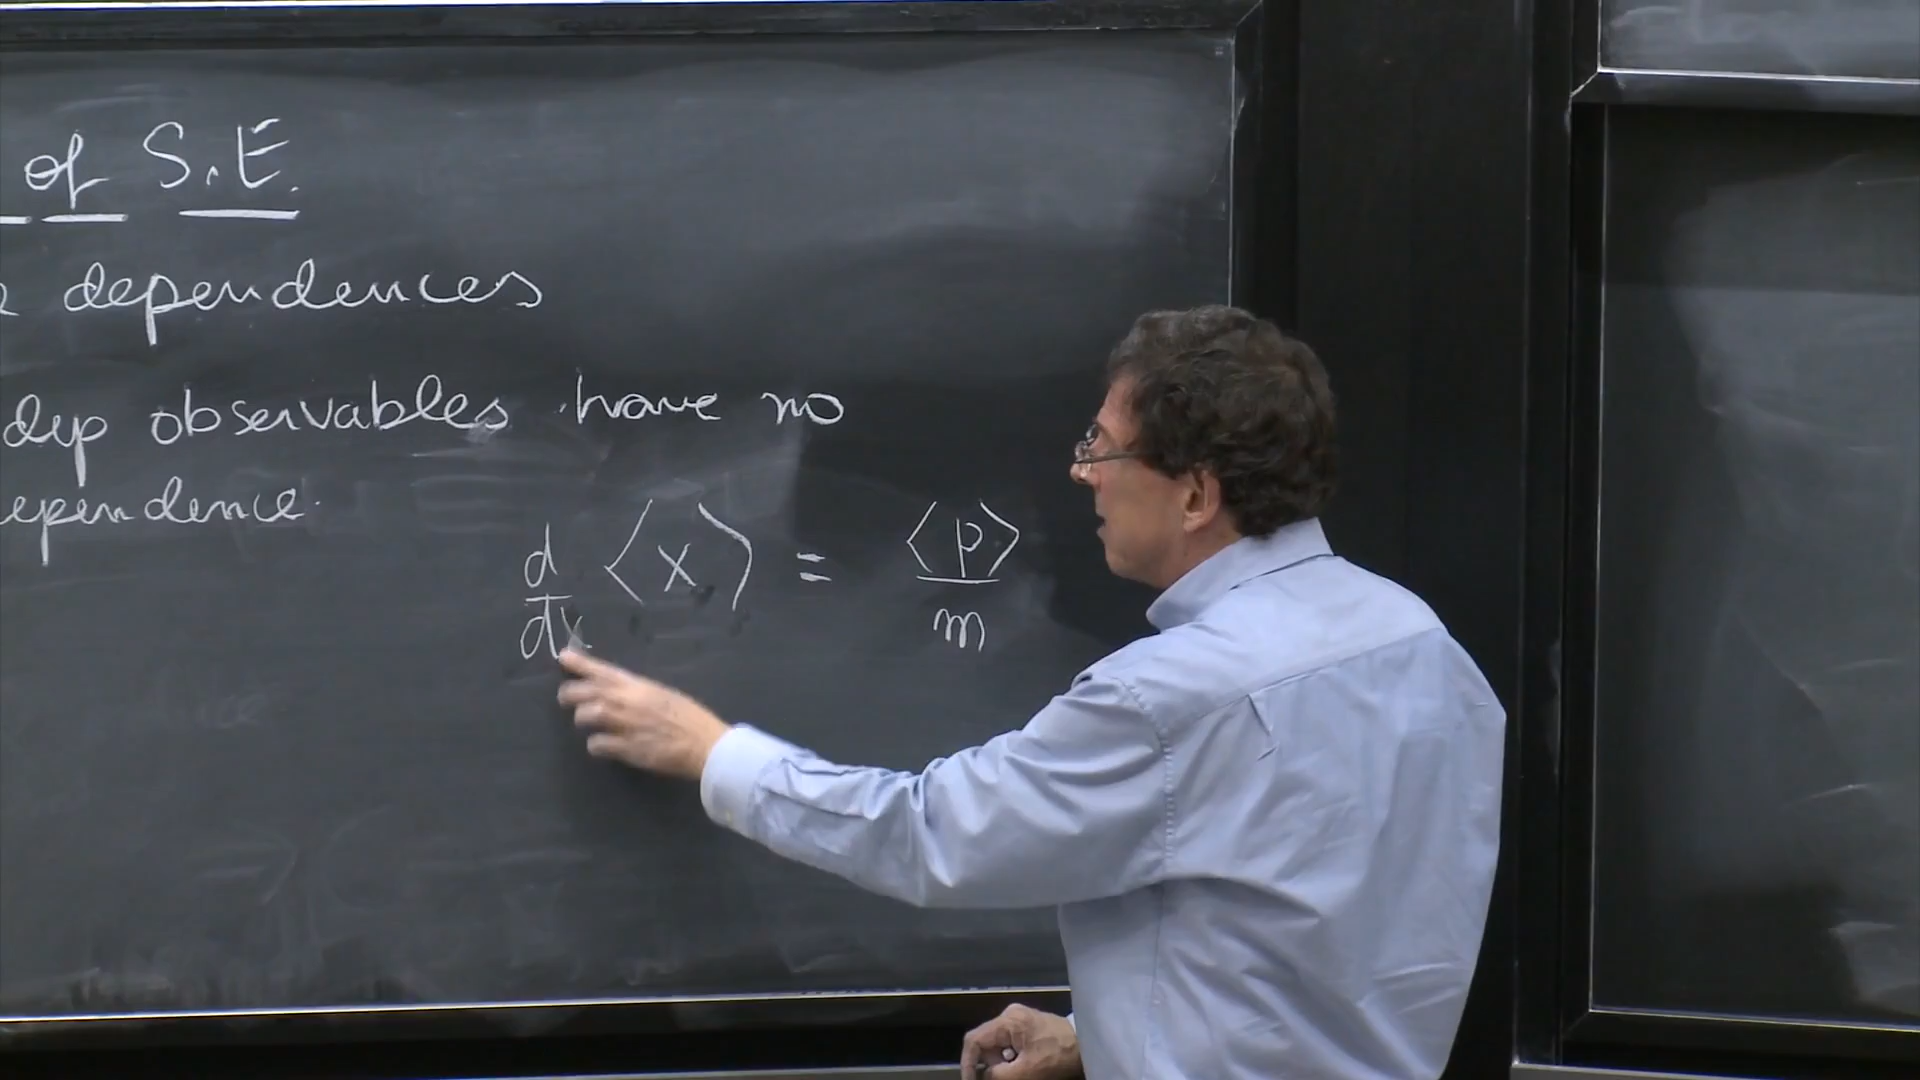 of S.E.
dependences
dep observables have no
ependence.
d/dx ⟨x⟩ = ⟨p⟩/m